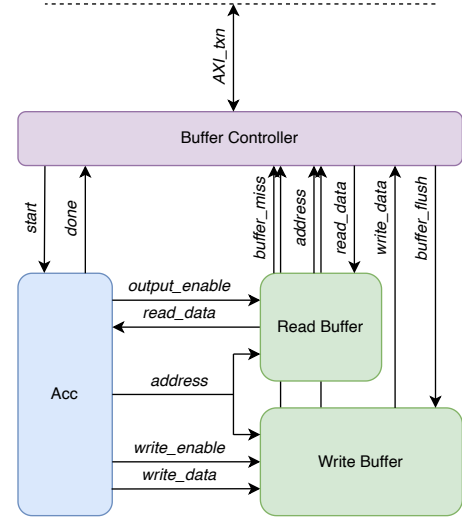 AXI_txn
Buffer Controller
start
done
buffer_miss
address
read_data
write_data
buffer_flush
output_enable
read_data
Read Buffer
Acc
address
write_enable
Write Buffer
write_data